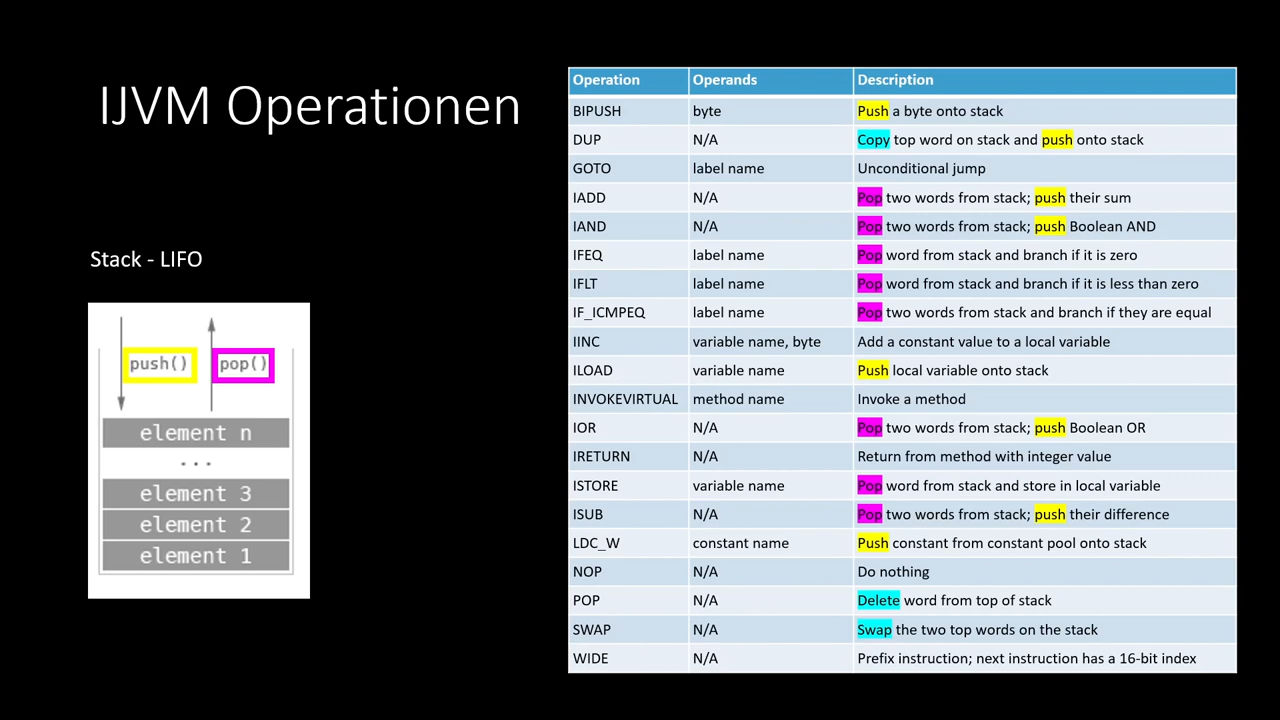 IJVM Operationen
Stack - LIFO
push() pop()
element n
...
element 3
element 2
element 1
Operation Operands Description
BIPUSH byte Push a byte onto stack
DUP N/A Copy top word on stack and push onto stack
GOTO label name Unconditional jump
IADD N/A Pop two words from stack; push their sum
IAND N/A Pop two words from stack; push Boolean AND
IFEQ label name Pop word from stack and branch if it is zero
IFLT label name Pop word from stack and branch if it is less than zero
IF_ICMPEQ label name Pop two words from stack and branch if they are equal
IINC variable name, byte Add a constant value to a local variable
ILOAD variable name Push local variable onto stack
INVOKEVIRTUAL method name Invoke a method
IOR N/A Pop two words from stack; push Boolean OR
IRETURN N/A Return from method with integer value
ISTORE variable name Pop word from stack and store in local variable
ISUB N/A Pop two words from stack; push their difference
LDC_W constant name Push constant from constant pool onto stack
NOP N/A Do nothing
POP N/A Delete word from top of stack
SWAP N/A Swap the two top words on the stack
WIDE N/A Prefix instruction; next instruction has a 16-bit index